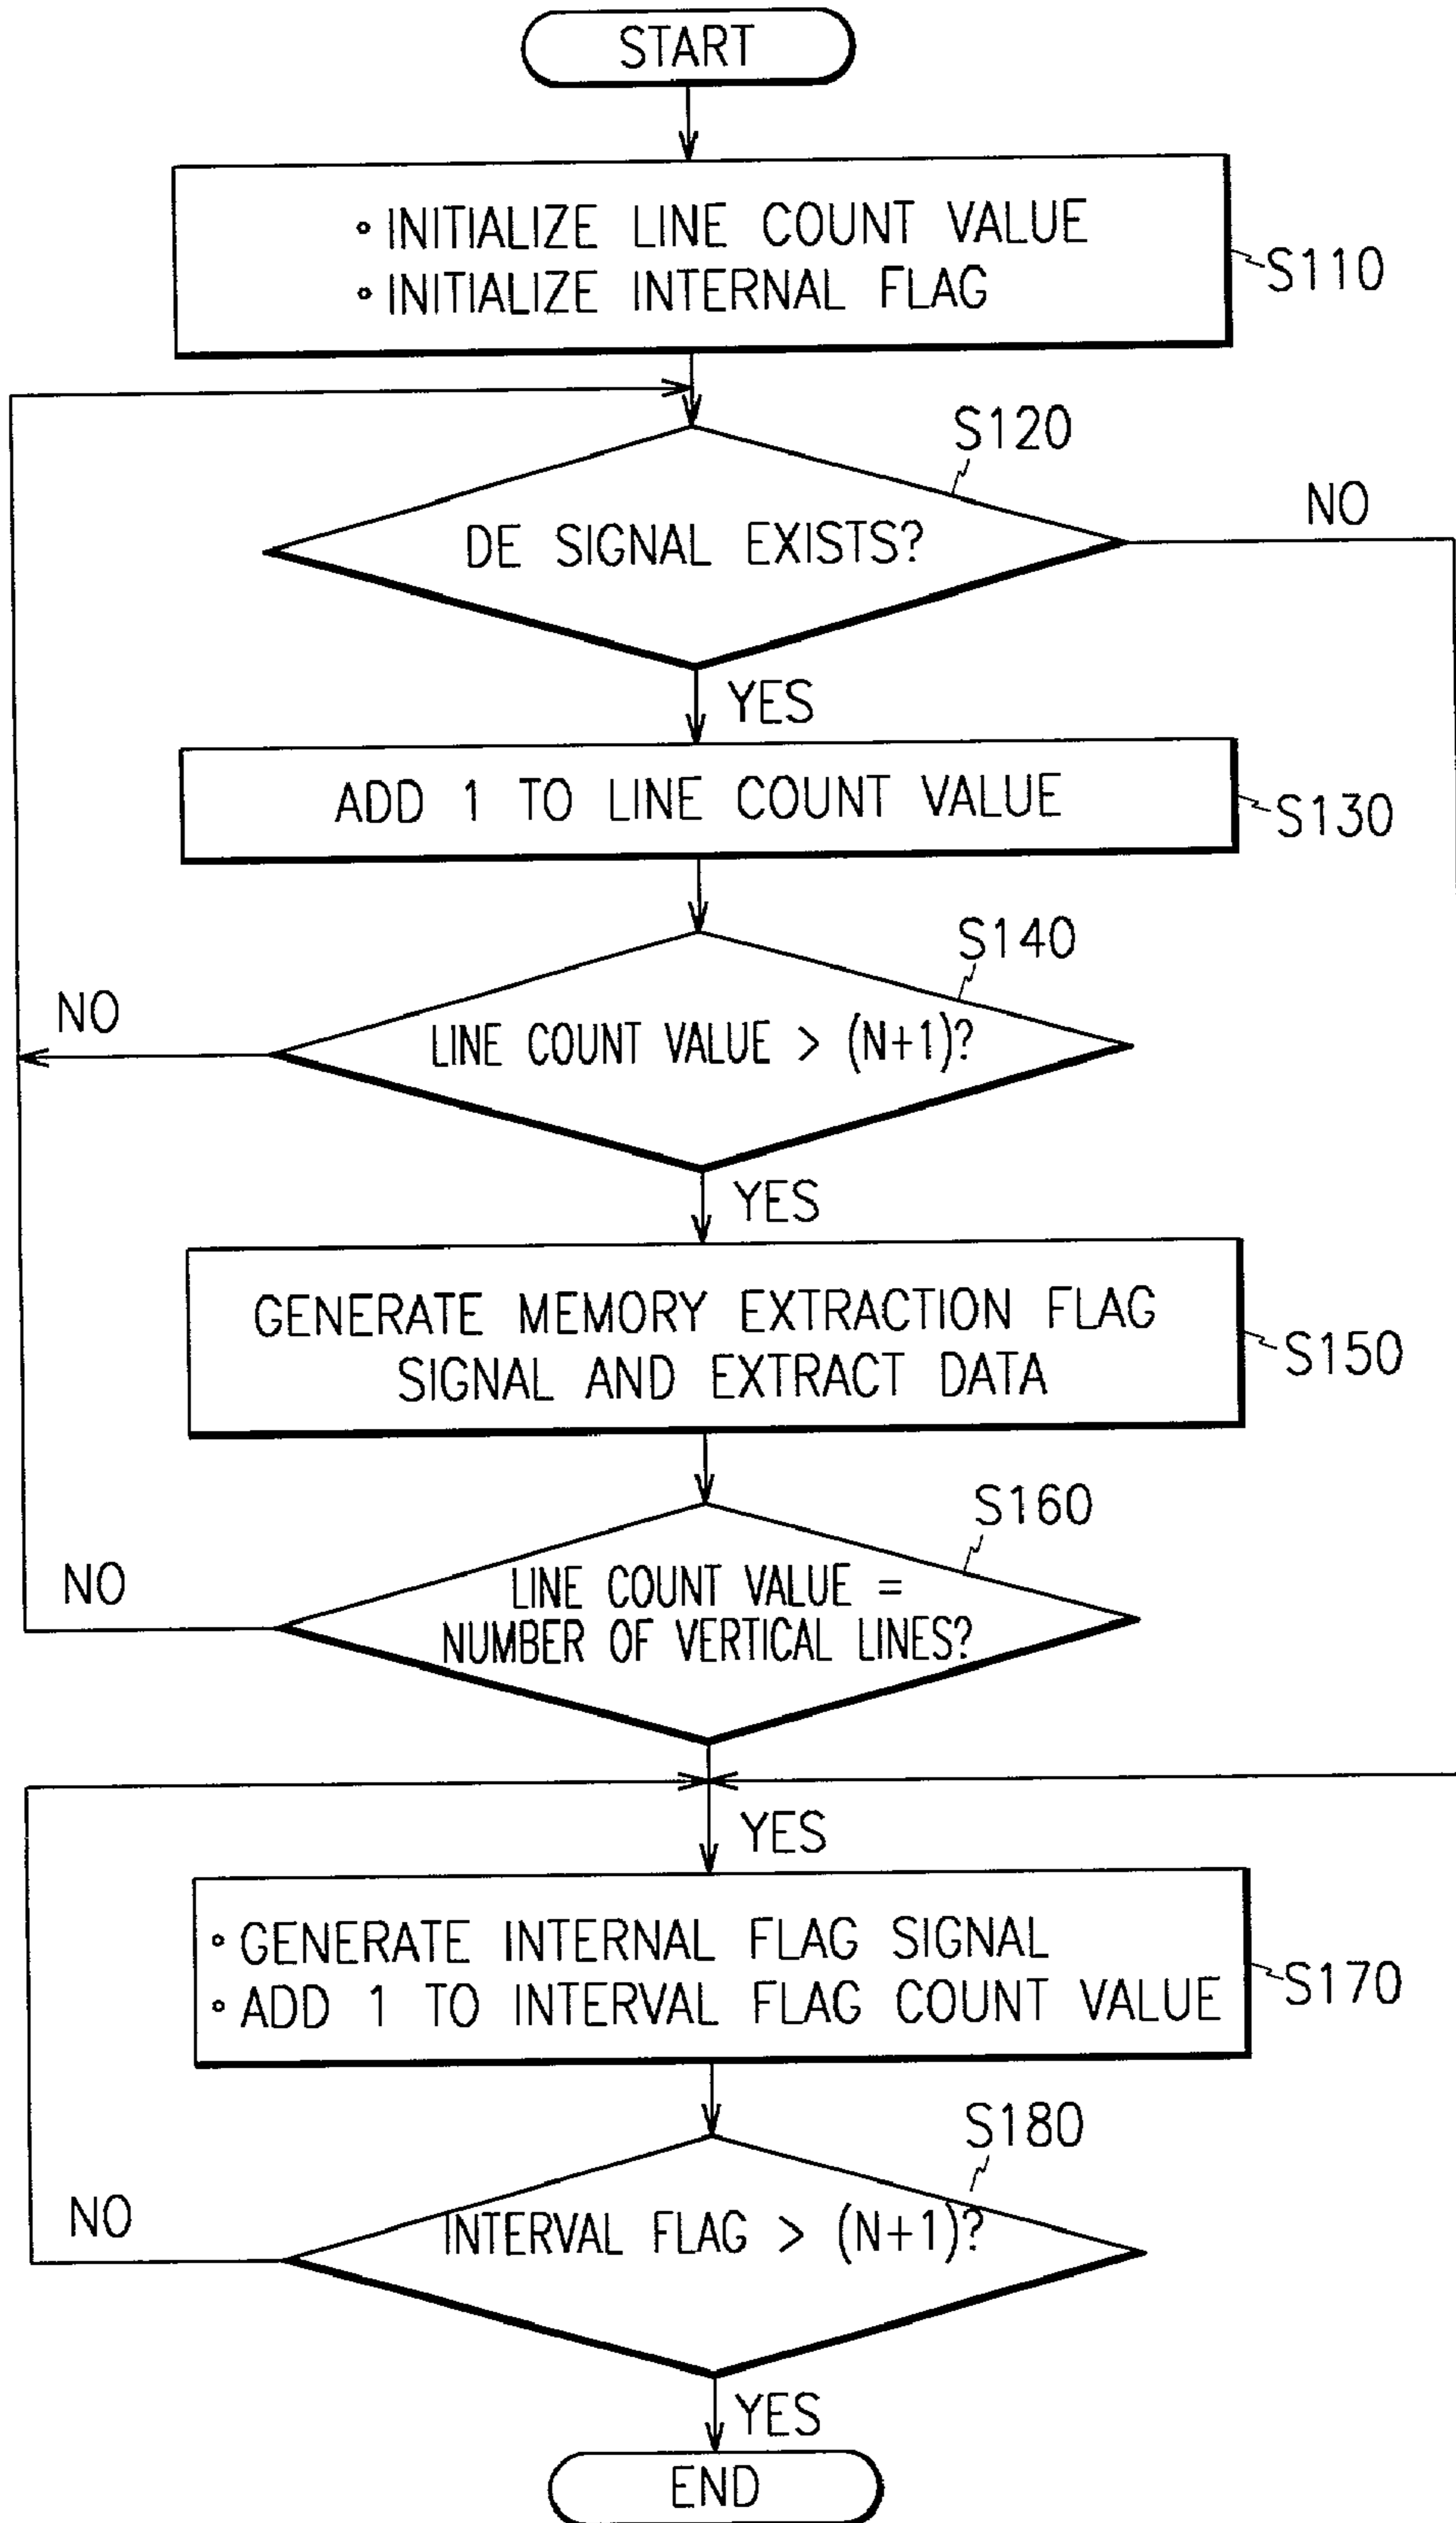 START
• INITIALIZE LINE COUNT VALUE
• INITIALIZE INTERNAL FLAG
S110
S120
DE SIGNAL EXISTS?
NO
YES
ADD 1 TO LINE COUNT VALUE
S130
S140
NO
LINE COUNT VALUE > (N+1)?
YES
GENERATE MEMORY EXTRACTION FLAG
SIGNAL AND EXTRACT DATA
S150
S160
NO
LINE COUNT VALUE =
NUMBER OF VERTICAL LINES?
YES
• GENERATE INTERNAL FLAG SIGNAL
• ADD 1 TO INTERVAL FLAG COUNT VALUE
S170
S180
NO
INTERVAL FLAG > (N+1)?
YES
END